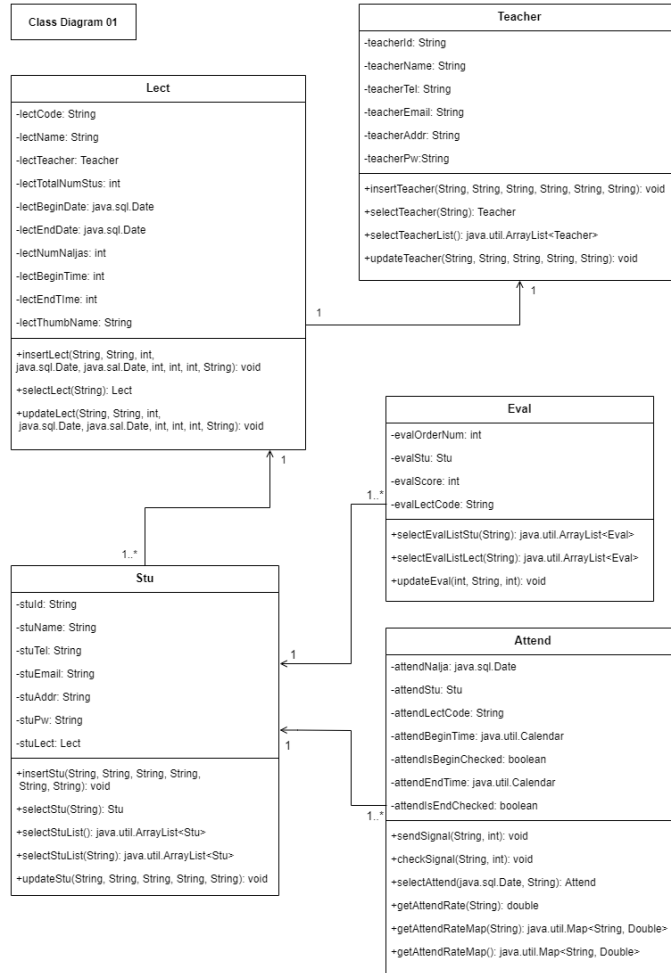 Class Diagram 01
Teacher
-teacherId: String
-teacherName: String
-teacherTel: String
-teacherEmail: String
-teacherAddr: String
-teacherPw:String
+insertTeacher(String, String, String, String, String, String): void
+selectTeacher(String): Teacher
+selectTeacherList(): java.util.ArrayList<Teacher>
+updateTeacher(String, String, String, String, String): void
Lect
-lectCode: String
-lectName: String
-lectTeacher: Teacher
-lectTotalNumStus: int
-lectBeginDate: java.sql.Date
-lectEndDate: java.sql.Date
-lectNumNaljas: int
-lectBeginTime: int
-lectEndTIme: int
-lectThumbName: String
+insertLect(String, String, int,
java.sql.Date, java.sal.Date, int, int, int, String): void
+selectLect(String): Lect
+updateLect(String, String, int,
java.sql.Date, java.sal.Date, int, int, int, String): void
1
1
1
1..*
Eval
-evalOrderNum: int
-evalStu: Stu
-evalScore: int
-evalLectCode: String
+selectEvalListStu(String): java.util.ArrayList<Eval>
+selectEvalListLect(String): java.util.ArrayList<Eval>
+updateEval(int, String, int): void
1..*
1
Stu
-stuId: String
-stuName: String
-stuTel: String
-stuEmail: String
-stuAddr: String
-stuPw: String
-stuLect: Lect
+insertStu(String, String, String, String,
String, String): void
+selectStu(String): Stu
+selectStuList(): java.util.ArrayList<Stu>
+selectStuList(String): java.util.ArrayList<Stu>
+updateStu(String, String, String, String, String): void
1
1..*
Attend
-attendNalja: java.sql.Date
-attendStu: Stu
-attendLectCode: String
-attendBeginTime: java.util.Calendar
-attendIsBeginChecked: boolean
-attendEndTime: java.util.Calendar
-attendIsEndChecked: boolean
+sendSignal(String, int): void
+checkSignal(String, int): void
+selectAttend(java.sql.Date, String): Attend
+getAttendRate(String): double
+getAttendRateMap(String): java.util.Map<String, Double>
+getAttendRateMap(): java.util.Map<String, Double>